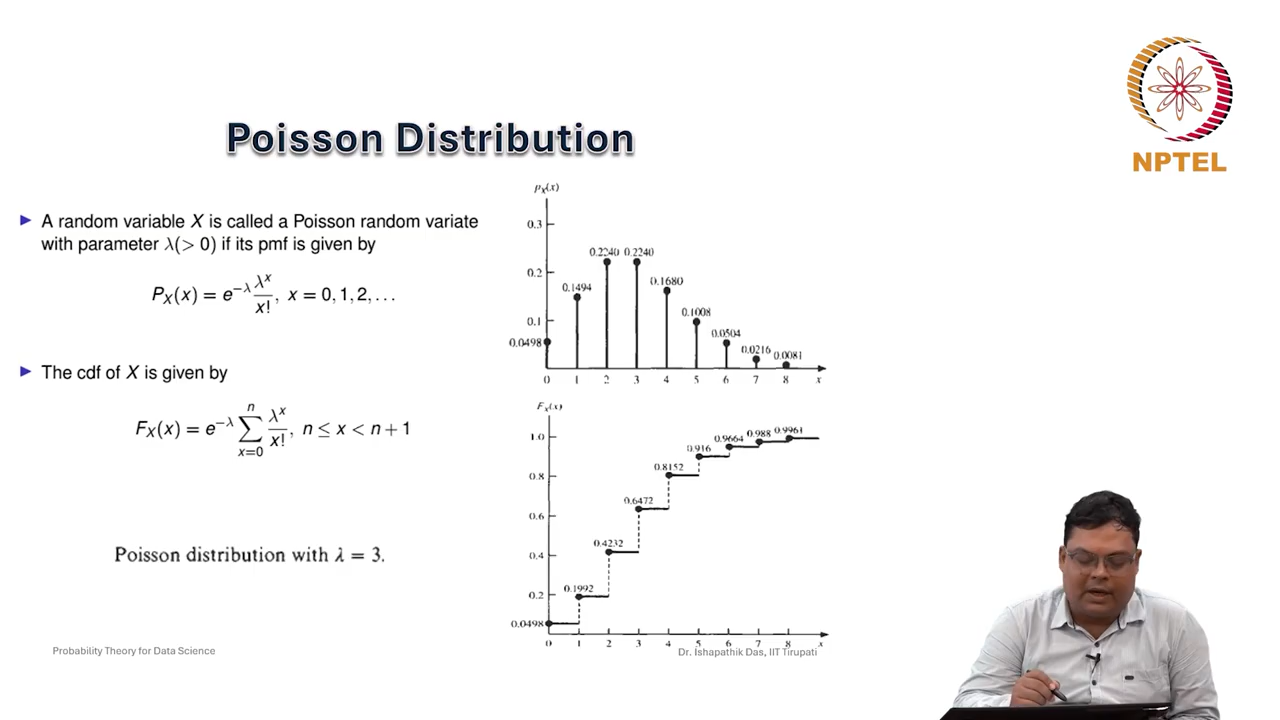 NPTEL
Poisson Distribution
A random variable X is called a Poisson random variate
with parameter λ(> 0) if its pmf is given by
P_X(x) = e^{−λ} λ^x / x!, x = 0, 1, 2, . . .
The cdf of X is given by
F_X(x) = e^{−λ} ∑_{x=0}^{n} λ^x / x!, n ≤ x < n + 1
Poisson distribution with λ = 3.
p_X(x)
0.3
0.2
0.1
0.0498
0.1494
0.2240 0.2240
0.1680
0.1008
0.0504
0.0216
0.0081
0 1 2 3 4 5 6 7 8 x
F_X(x)
1.0
0.8
0.6
0.4
0.2
0.0498
0.1992
0.4232
0.6472
0.8152
0.916
0.9664
0.988
0.9961
0 1 2 3 4 5 6 7 8 x
Probability Theory for Data Science
Dr. Ishapathik Das, IIT Tirupati